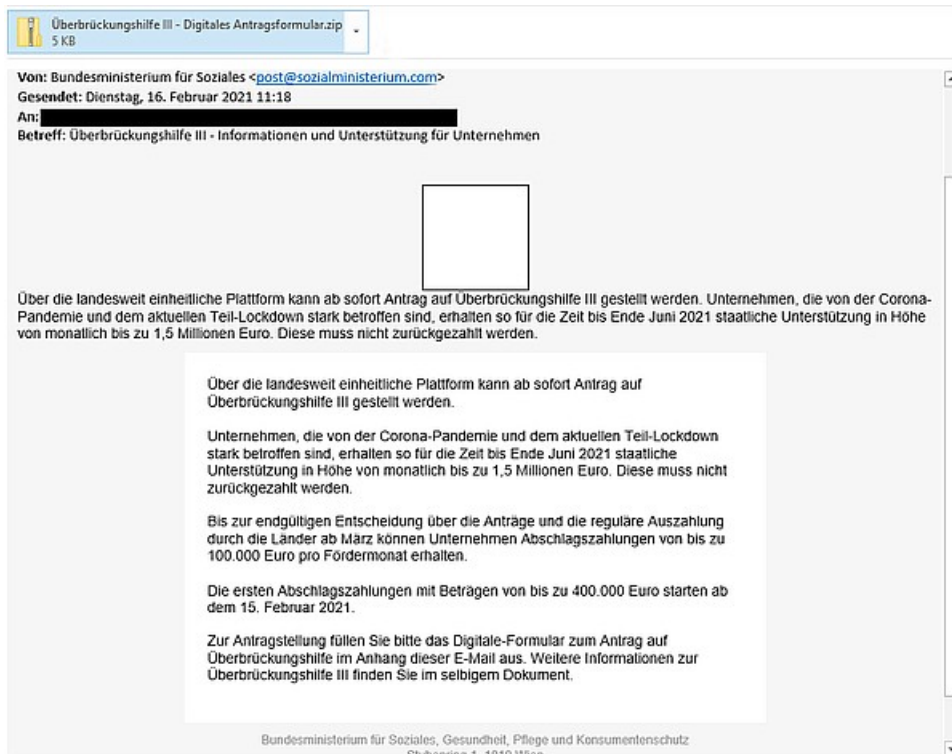 Überbrückungshilfe III - Digitales Antragsformular.zip
5 KB
Von: Bundesministerium für Soziales <post@sozialministerium.com>
Gesendet: Dienstag, 16. Februar 2021 11:18
An:
Betreff: Überbrückungshilfe III - Informationen und Unterstützung für Unternehmen
Über die landesweit einheitliche Plattform kann ab sofort Antrag auf Überbrückungshilfe III gestellt werden. Unternehmen, die von der Corona-
Pandemie und dem aktuellen Teil-Lockdown stark betroffen sind, erhalten so für die Zeit bis Ende Juni 2021 staatliche Unterstützung in Höhe
von monatlich bis zu 1,5 Millionen Euro. Diese muss nicht zurückgezahlt werden.
Über die landesweit einheitliche Plattform kann ab sofort Antrag auf
Überbrückungshilfe III gestellt werden.
Unternehmen, die von der Corona-Pandemie und dem aktuellen Teil-Lockdown
stark betroffen sind, erhalten so für die Zeit bis Ende Juni 2021 staatliche
Unterstützung in Höhe von monatlich bis zu 1,5 Millionen Euro. Diese muss nicht
zurückgezahlt werden.
Bis zur endgültigen Entscheidung über die Anträge und die reguläre Auszahlung
durch die Länder ab März können Unternehmen Abschlagszahlungen von bis zu
100.000 Euro pro Fördermonat erhalten.
Die ersten Abschlagszahlungen mit Beträgen von bis zu 400.000 Euro starten ab
dem 15. Februar 2021.
Zur Antragstellung füllen Sie bitte das Digitale-Formular zum Antrag auf
Überbrückungshilfe im Anhang dieser E-Mail aus. Weitere Informationen zur
Überbrückungshilfe III finden Sie im selbigem Dokument.
Bundesministerium für Soziales, Gesundheit, Pflege und Konsumentenschutz